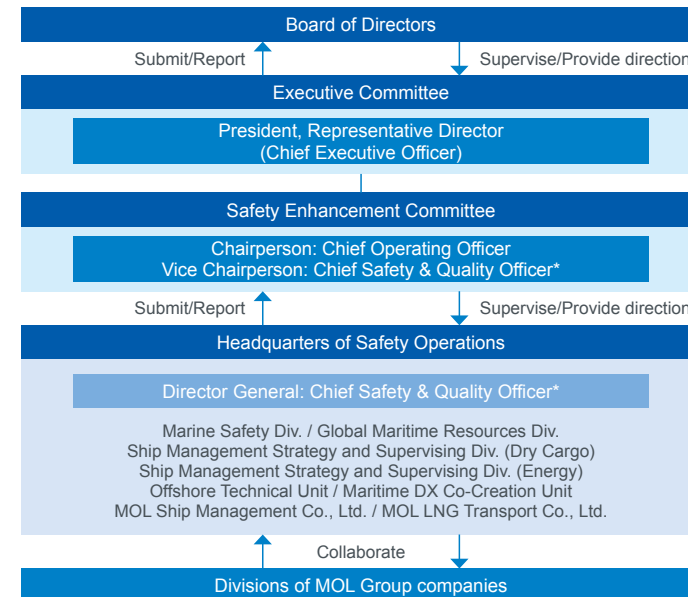 Board of Directors
Submit/Report
Supervise/Provide direction
Executive Committee
President, Representative Director
(Chief Executive Officer)
Safety Enhancement Committee
Chairperson: Chief Operating Officer
Vice Chairperson: Chief Safety & Quality Officer*
Submit/Report
Supervise/Provide direction
Headquarters of Safety Operations
Director General: Chief Safety & Quality Officer*
Marine Safety Div. / Global Maritime Resources Div.
Ship Management Strategy and Supervising Div. (Dry Cargo)
Ship Management Strategy and Supervising Div. (Energy)
Offshore Technical Unit / Maritime DX Co-Creation Unit
MOL Ship Management Co., Ltd. / MOL LNG Transport Co., Ltd.
Collaborate
Divisions of MOL Group companies